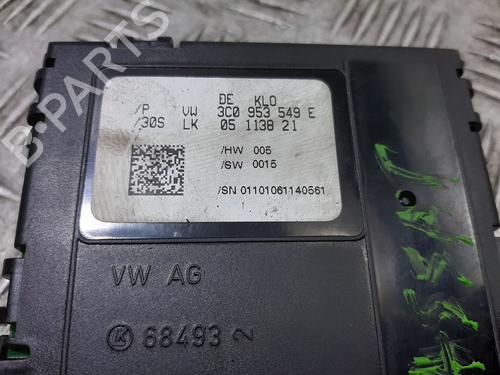 DE KLO
/P VW 3C0 953 549 E
/30S LK 05 1138 21
/HW 005
/SW 0015
/SN 01101061140561
VW AG
K 68493 2
B-PARTS